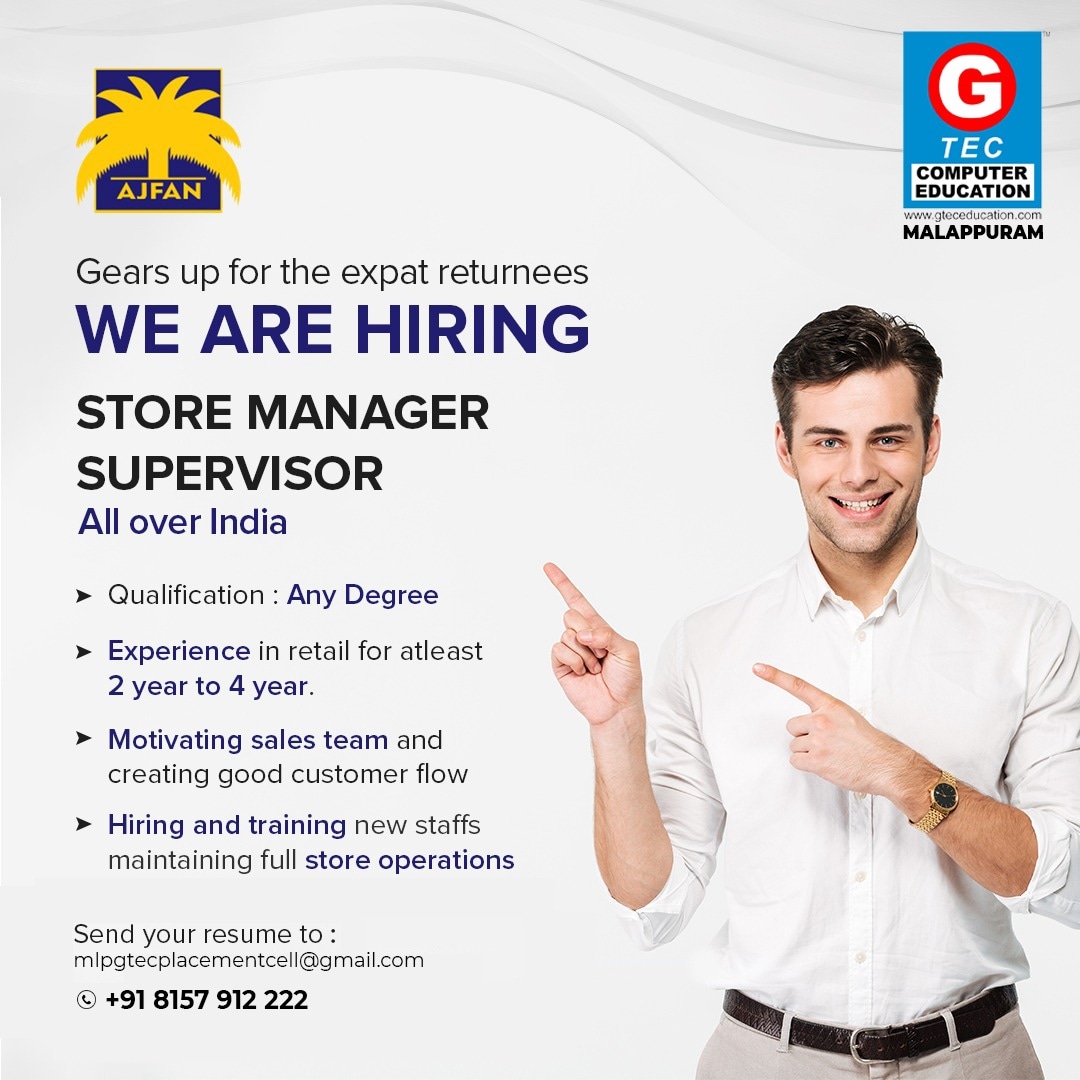 AJFAN
G
TEC
COMPUTER
EDUCATION
www.gteceducation.com
MALAPPURAM
TM
Gears up for the expat returnees
WE ARE HIRING
STORE MANAGER
SUPERVISOR
All over India
➤ Qualification : Any Degree
➤ Experience in retail for atleast
2 year to 4 year.
➤ Motivating sales team and
creating good customer flow
➤ Hiring and training new staffs
maintaining full store operations
Send your resume to :
mlpgtecplacementcell@gmail.com
+91 8157 912 222